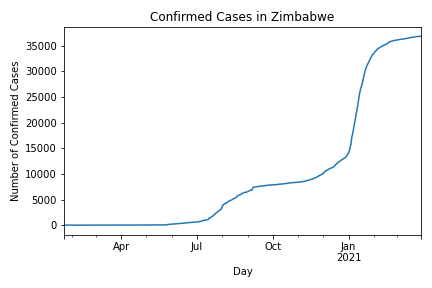 Confirmed Cases in Zimbabwe
Number of Confirmed Cases
35000
30000
25000
20000
15000
10000
5000
0
Apr
Jul
Oct
Jan
2021
Day